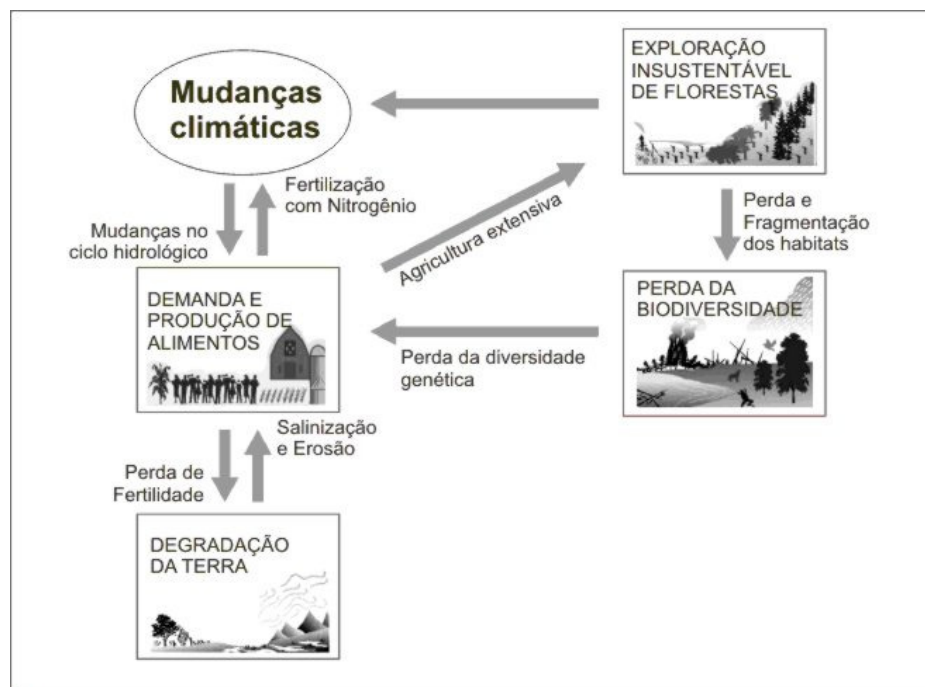 Mudanças
climáticas
EXPLORAÇÃO
INSUSTENTÁVEL
DE FLORESTAS
Fertilização
com Nitrogênio
Mudanças no
ciclo hidrológico
Agricultura extensiva
Perda e
Fragmentação
dos habitats
DEMANDA E
PRODUÇÃO DE
ALIMENTOS
PERDA DA
BIODIVERSIDADE
Perda da diversidade
genética
Salinização
e Erosão
Perda de
Fertilidade
DEGRADAÇÃO
DA TERRA